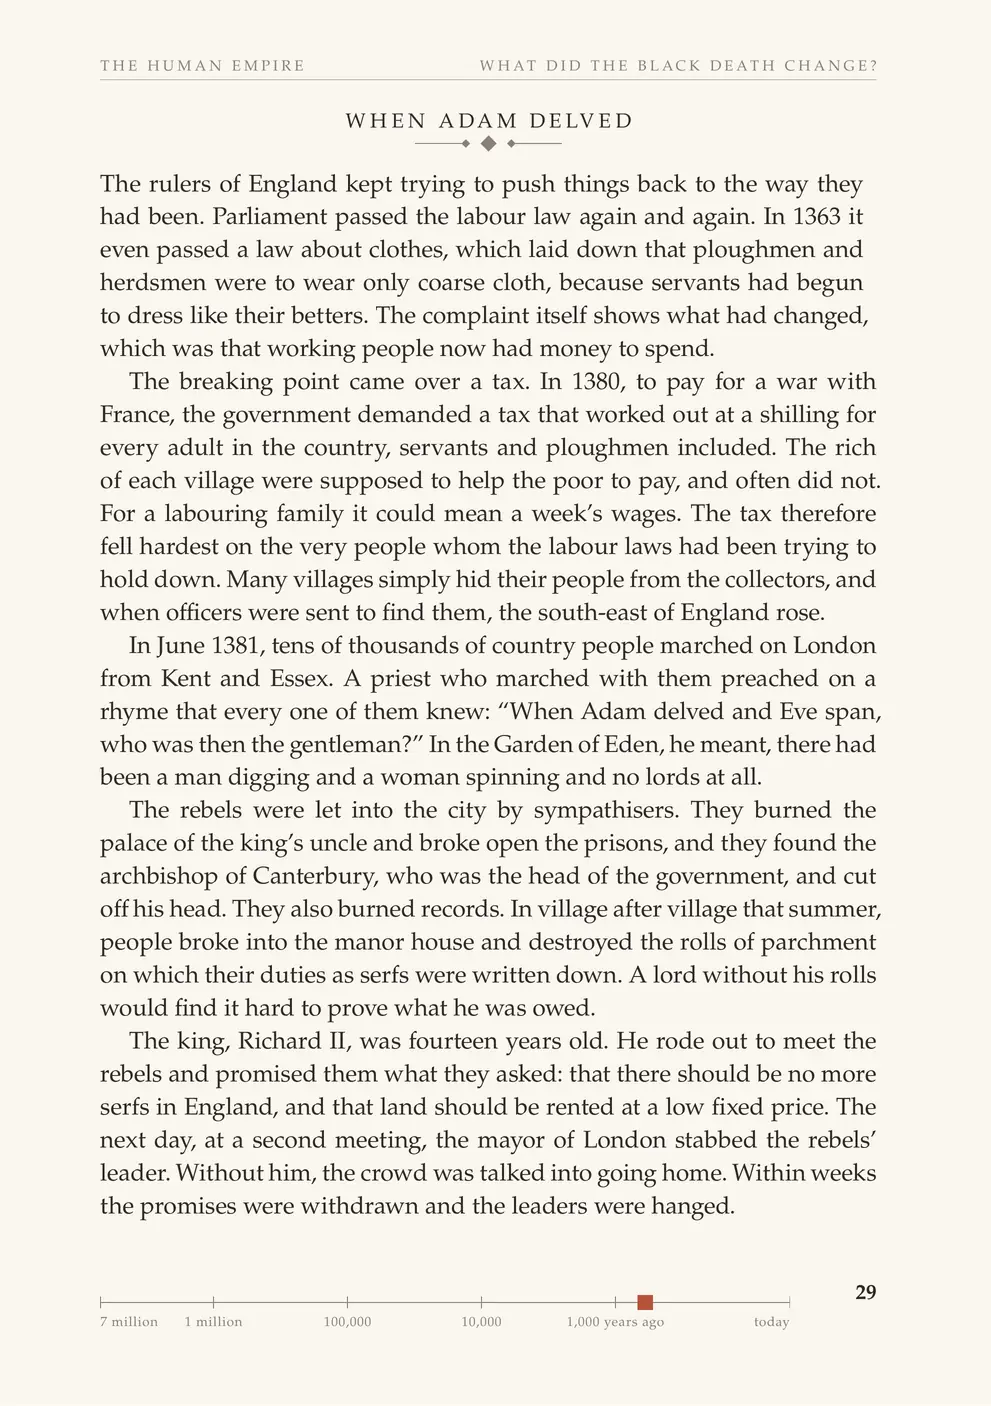 THE HUMAN EMPIRE
WHAT DID THE BLACK DEATH CHANGE?
WHEN ADAM DELVED
The rulers of England kept trying to push things back to the way they
had been. Parliament passed the labour law again and again. In 1363 it
even passed a law about clothes, which laid down that ploughmen and
herdsmen were to wear only coarse cloth, because servants had begun
to dress like their betters. The complaint itself shows what had changed,
which was that working people now had money to spend.
The breaking point came over a tax. In 1380, to pay for a war with
France, the government demanded a tax that worked out at a shilling for
every adult in the country, servants and ploughmen included. The rich
of each village were supposed to help the poor to pay, and often did not.
For a labouring family it could mean a week’s wages. The tax therefore
fell hardest on the very people whom the labour laws had been trying to
hold down. Many villages simply hid their people from the collectors, and
when officers were sent to find them, the south-east of England rose.
In June 1381, tens of thousands of country people marched on London
from Kent and Essex. A priest who marched with them preached on a
rhyme that every one of them knew: “When Adam delved and Eve span,
who was then the gentleman?” In the Garden of Eden, he meant, there had
been a man digging and a woman spinning and no lords at all.
The rebels were let into the city by sympathisers. They burned the
palace of the king’s uncle and broke open the prisons, and they found the
archbishop of Canterbury, who was the head of the government, and cut
off his head. They also burned records. In village after village that summer,
people broke into the manor house and destroyed the rolls of parchment
on which their duties as serfs were written down. A lord without his rolls
would find it hard to prove what he was owed.
The king, Richard II, was fourteen years old. He rode out to meet the
rebels and promised them what they asked: that there should be no more
serfs in England, and that land should be rented at a low fixed price. The
next day, at a second meeting, the mayor of London stabbed the rebels’
leader. Without him, the crowd was talked into going home. Within weeks
the promises were withdrawn and the leaders were hanged.
29
7 million 1 million 100,000 10,000 1,000 years ago today